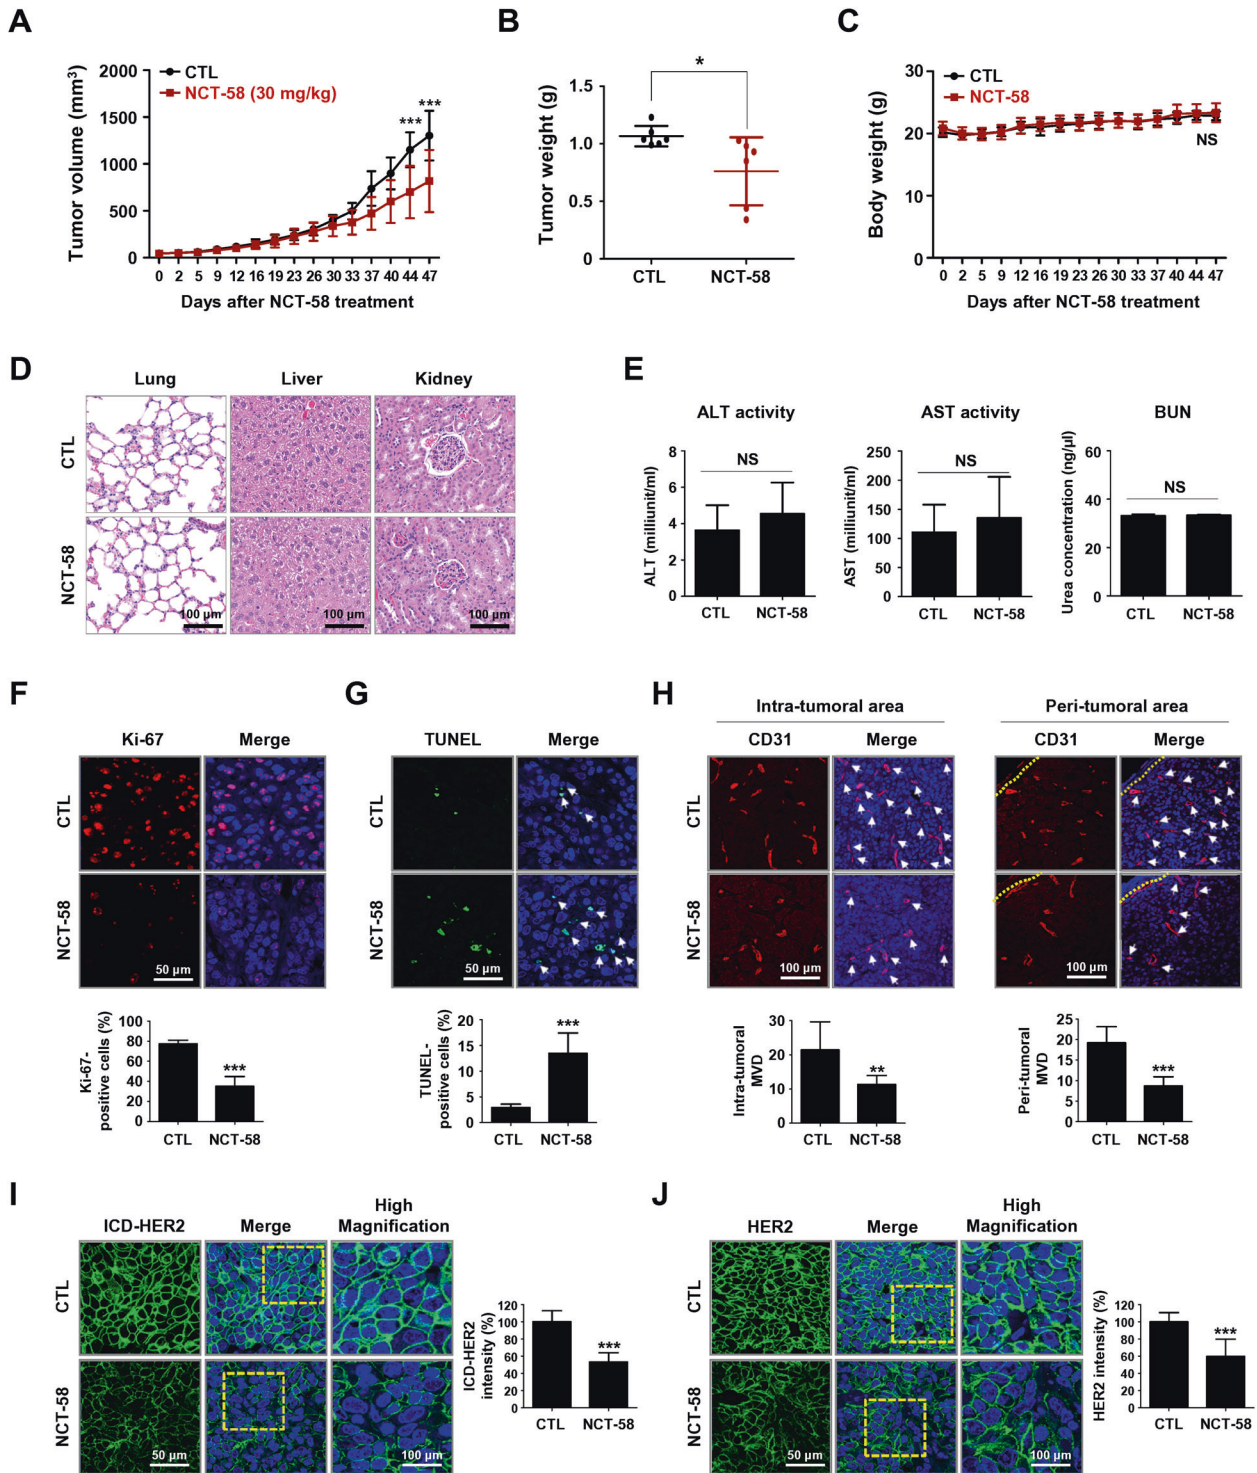 A
CTL
NCT-58 (30 mg/kg)
Tumor volume (mm³)
2000
1500
1000
500
0
*** ***
0 2 5 9 12 16 19 23 26 30 33 37 40 44 47
Days after NCT-58 treatment
B
*
Tumor weight (g)
1.5
1.0
0.5
0
CTL NCT-58
C
CTL
NCT-58
Body weight (g)
30
20
10
0
NS
0 2 5 9 12 16 19 23 26 30 33 37 40 44 47
Days after NCT-58 treatment
D
Lung Liver Kidney
CTL
NCT-58
100 μm 100 μm 100 μm
E
ALT activity
ALT (milliunit/ml)
8
6
4
2
0
NS
CTL NCT-58
AST activity
AST (milliunit/ml)
250
200
150
100
50
0
NS
CTL NCT-58
BUN
Urea concentration (ng/μl)
60
40
20
0
NS
CTL NCT-58
F
Ki-67 Merge
CTL
NCT-58
50 μm
Ki-67-
positive cells (%)
100
80
60
40
20
0
***
CTL NCT-58
G
TUNEL Merge
CTL
NCT-58
50 μm
TUNEL-
positive cells (%)
20
15
10
5
0
***
CTL NCT-58
H
Intra-tumoral area
CD31 Merge
Peri-tumoral area
CD31 Merge
CTL
NCT-58
100 μm
100 μm
Intra-tumoral
MVD
30
20
10
0
**
CTL NCT-58
Peri-tumoral
MVD
25
20
15
10
5
0
***
CTL NCT-58
I
ICD-HER2 Merge High
Magnification
CTL
NCT-58
50 μm 100 μm
ICD-HER2
intensity (%)
120
100
80
60
40
20
0
***
CTL NCT-58
J
HER2 Merge High
Magnification
CTL
NCT-58
50 μm 100 μm
HER2 intensity (%)
120
100
80
60
40
20
0
***
CTL NCT-58